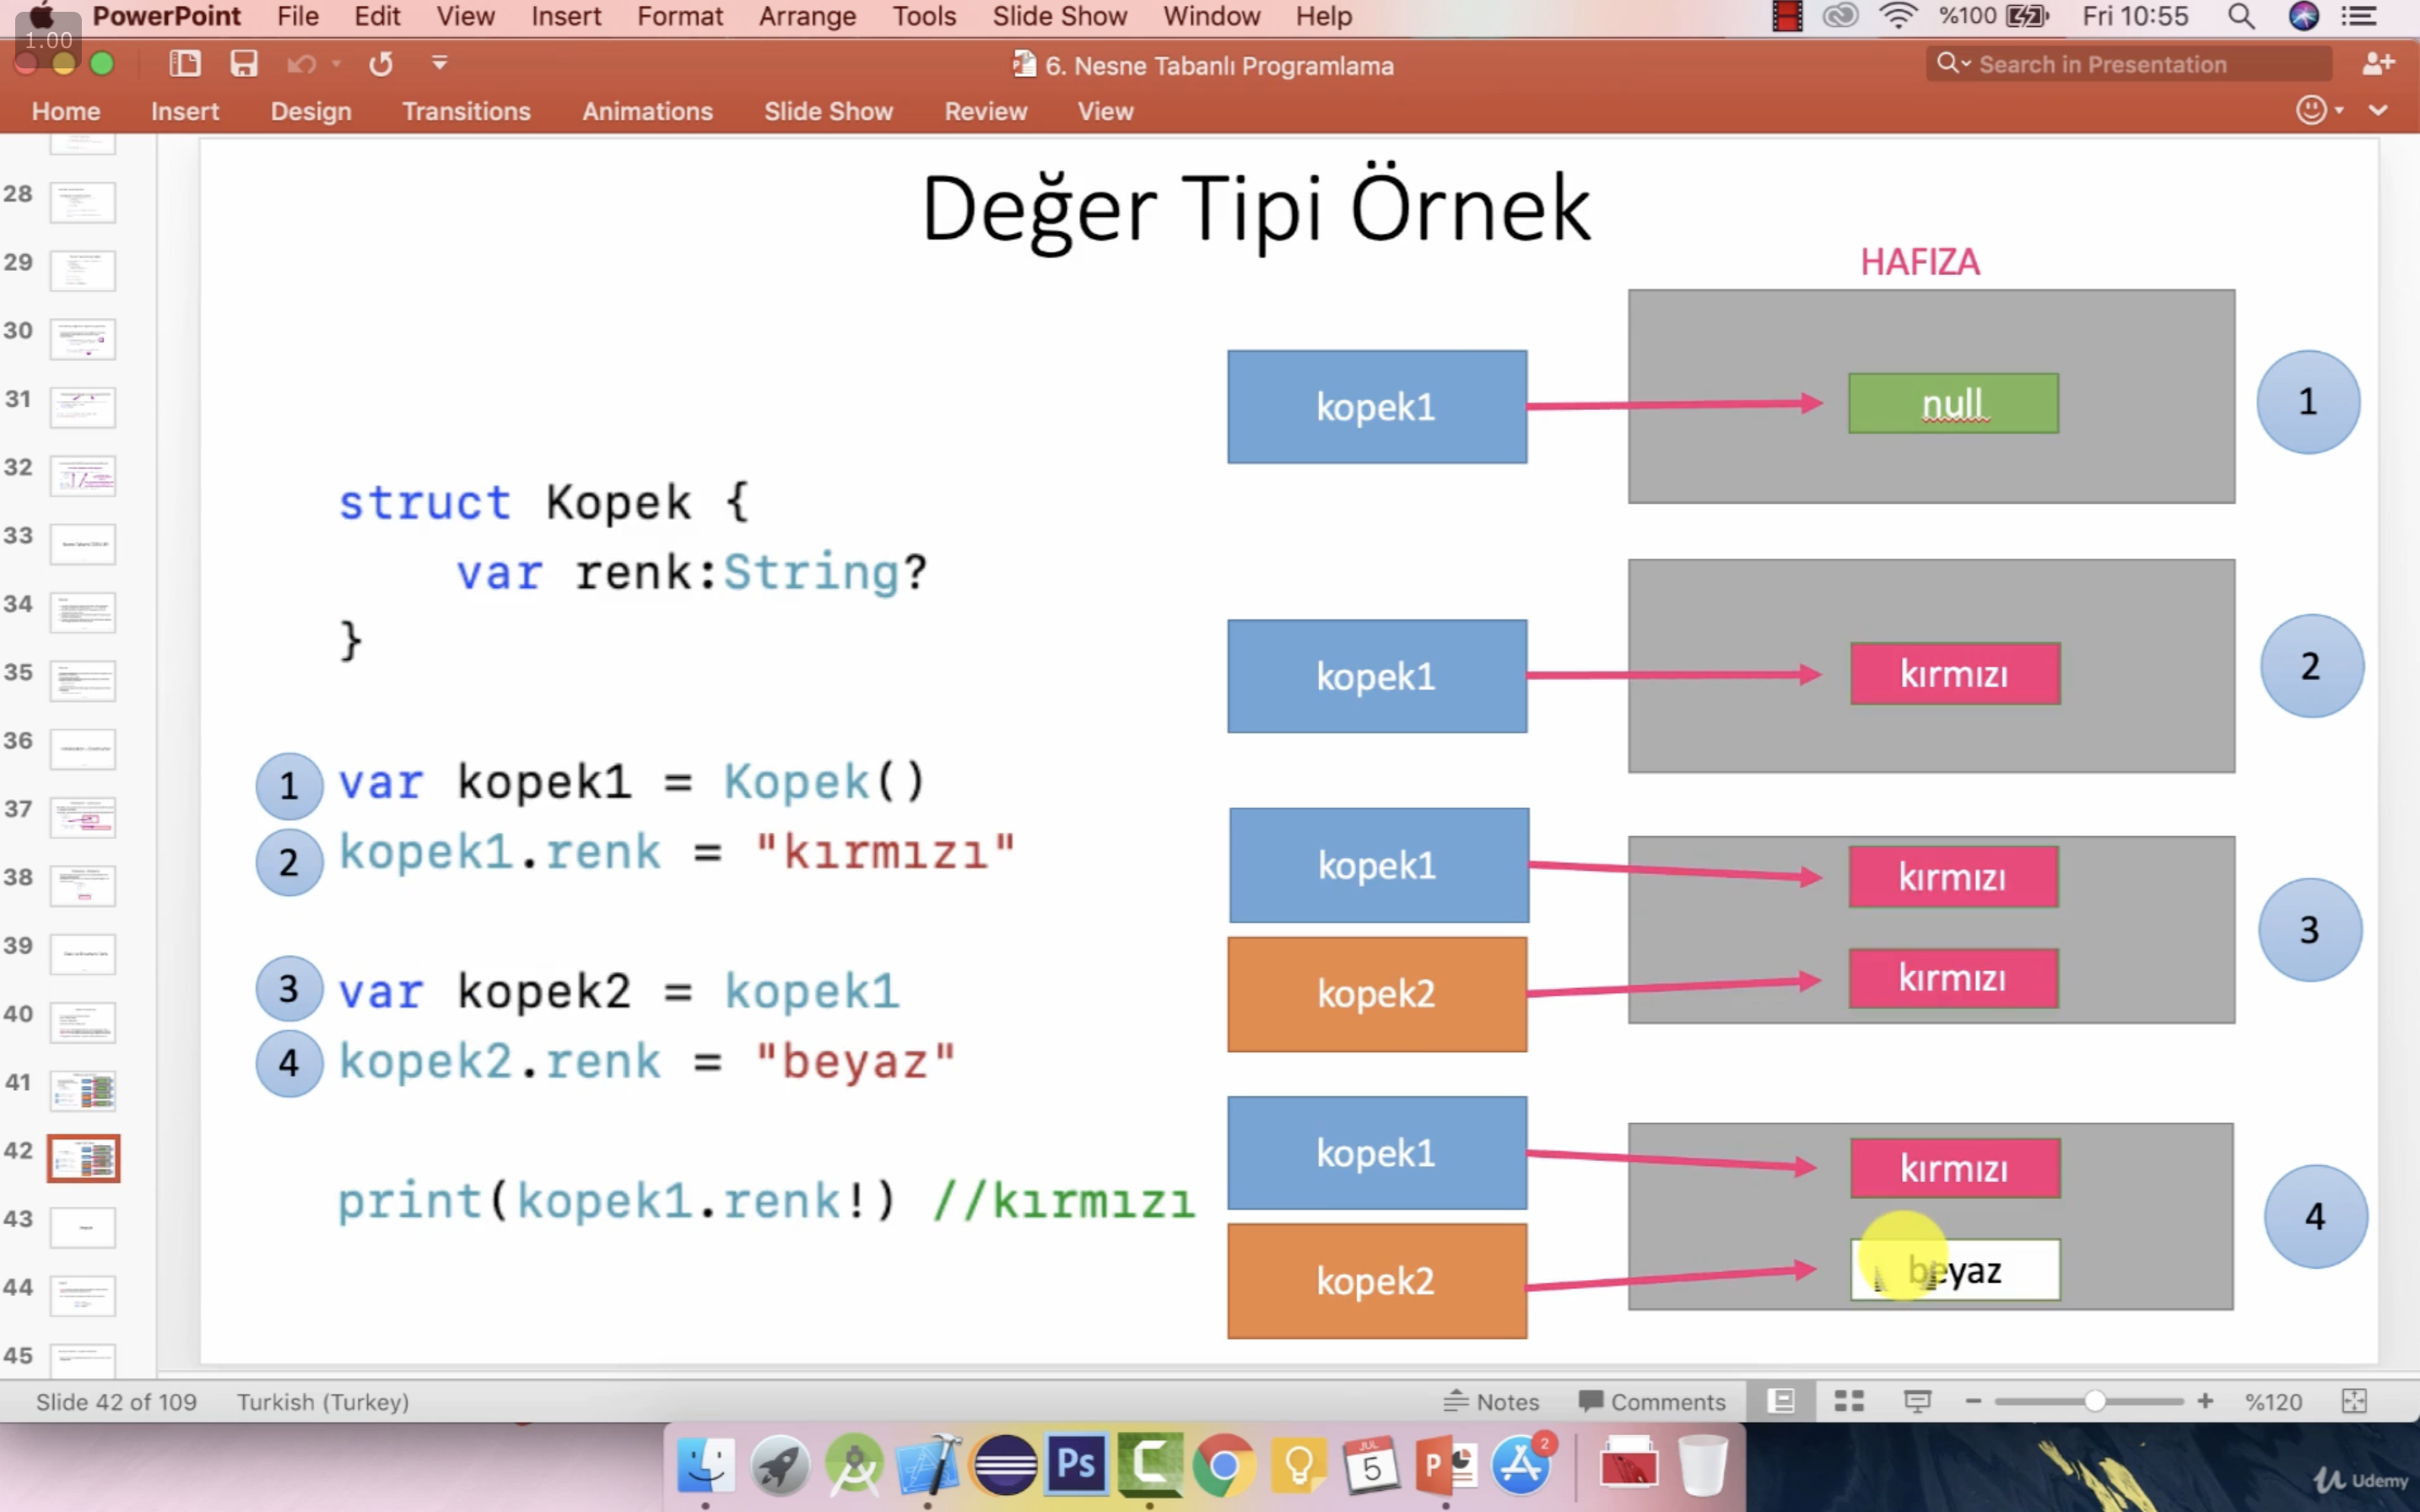 PowerPoint File Edit View Insert Format Arrange Tools Slide Show Window Help %100 Fri 10:55
1.00
6. Nesne Tabanlı Programlama
Search in Presentation
Home Insert Design Transitions Animations Slide Show Review View
28
29
30
31
32
33
34
35
36
37
38
39
40
41
42
43
44
45
Değer Tipi Örnek
struct Kopek {
var renk:String?
}
1 var kopek1 = Kopek()
2 kopek1.renk = "kırmızı"
3 var kopek2 = kopek1
4 kopek2.renk = "beyaz"
print(kopek1.renk!) //kırmızı
HAFIZA
kopek1 null 1
kopek1 kırmızı 2
kopek1 kırmızı
kopek2 kırmızı
3
kopek1 kırmızı
kopek2 beyaz
4
Slide 42 of 109 Turkish (Turkey) Notes Comments %120
Ps
JUL
5
P
2
Udemy